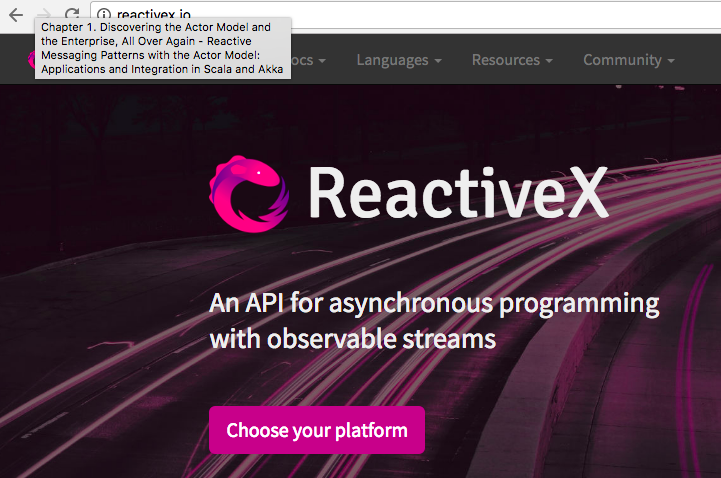 reactivex.io
Chapter 1. Discovering the Actor Model and
the Enterprise, All Over Again - Reactive
Messaging Patterns with the Actor Model:
Applications and Integration in Scala and Akka
ocs Languages Resources Community
ReactiveX
An API for asynchronous programming
with observable streams
Choose your platform